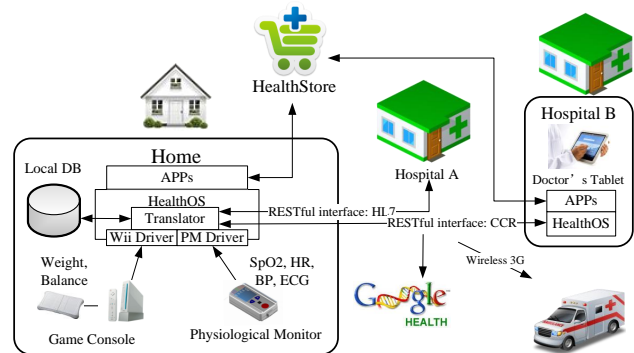 HealthStore
Hospital B
Home
Local DB
APPs
Hospital A
Doctor's Tablet
HealthOS
APPs
Translator
RESTful interface: HL7
RESTful interface: CCR
HealthOS
Wii Driver
PM Driver
Weight,
Balance
SpO2, HR,
BP, ECG
Wireless 3G
Google
HEALTH
Game Console
Physiological Monitor